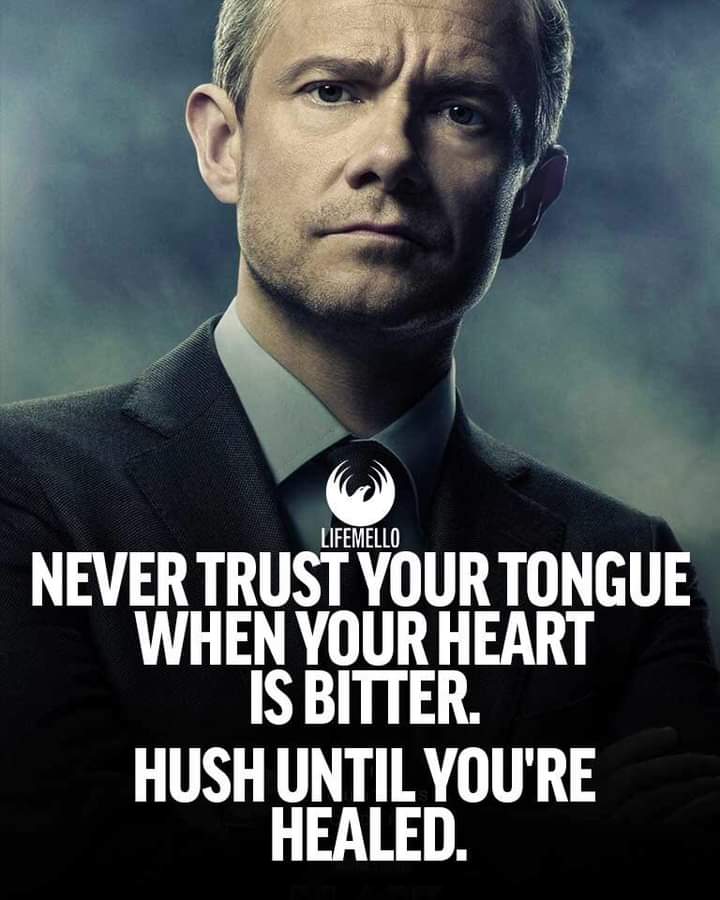 LIFEMELLO
NEVER TRUST YOUR TONGUE
WHEN YOUR HEART
IS BITTER.
HUSH UNTIL YOU'RE
HEALED.